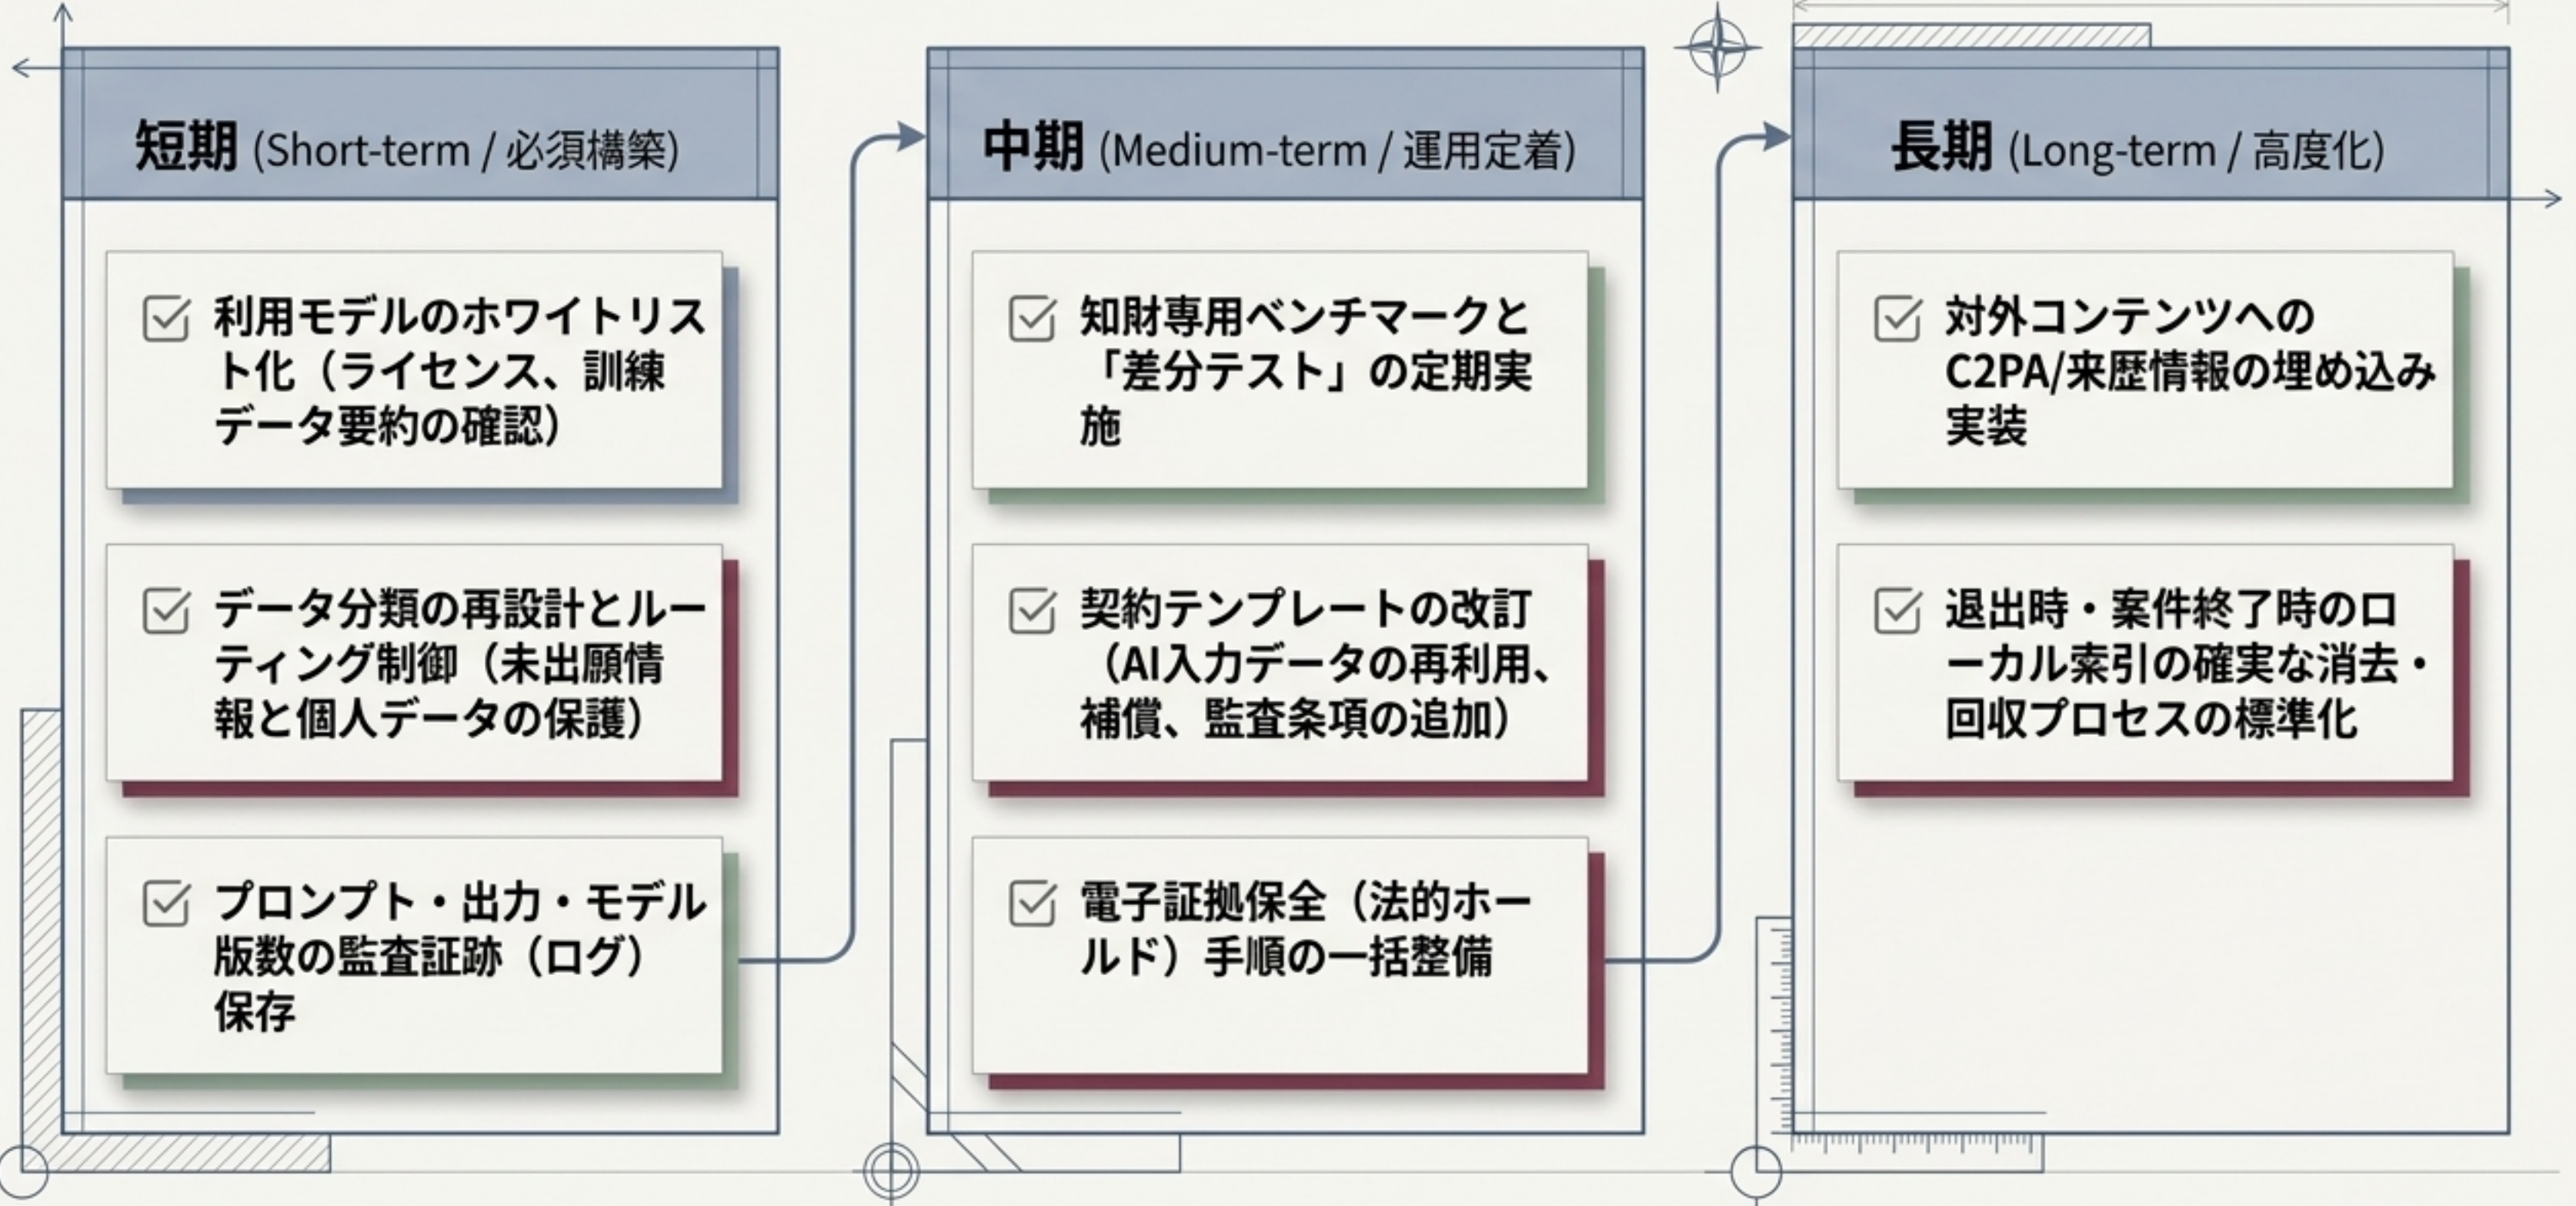 短期 (Short-term / 必須構築)
利用モデルのホワイトリス
ト化（ライセンス、訓練
データ要約の確認）
データ分類の再設計とルー
ティング制御（未出願情
報と個人データの保護）
プロンプト・出力・モデル
版数の監査証跡（ログ）
保存
中期 (Medium-term / 運用定着)
知財専用ベンチマークと
「差分テスト」の定期実
施
契約テンプレートの改訂
（AI入力データの再利用、
補償、監査条項の追加）
電子証拠保全（法的ホー
ルド）手順の一括整備
長期 (Long-term / 高度化)
対外コンテンツへの
C2PA/来歴情報の埋め込み
実装
退出時・案件終了時のロ
ーカル索引の確実な消去・
回収プロセスの標準化